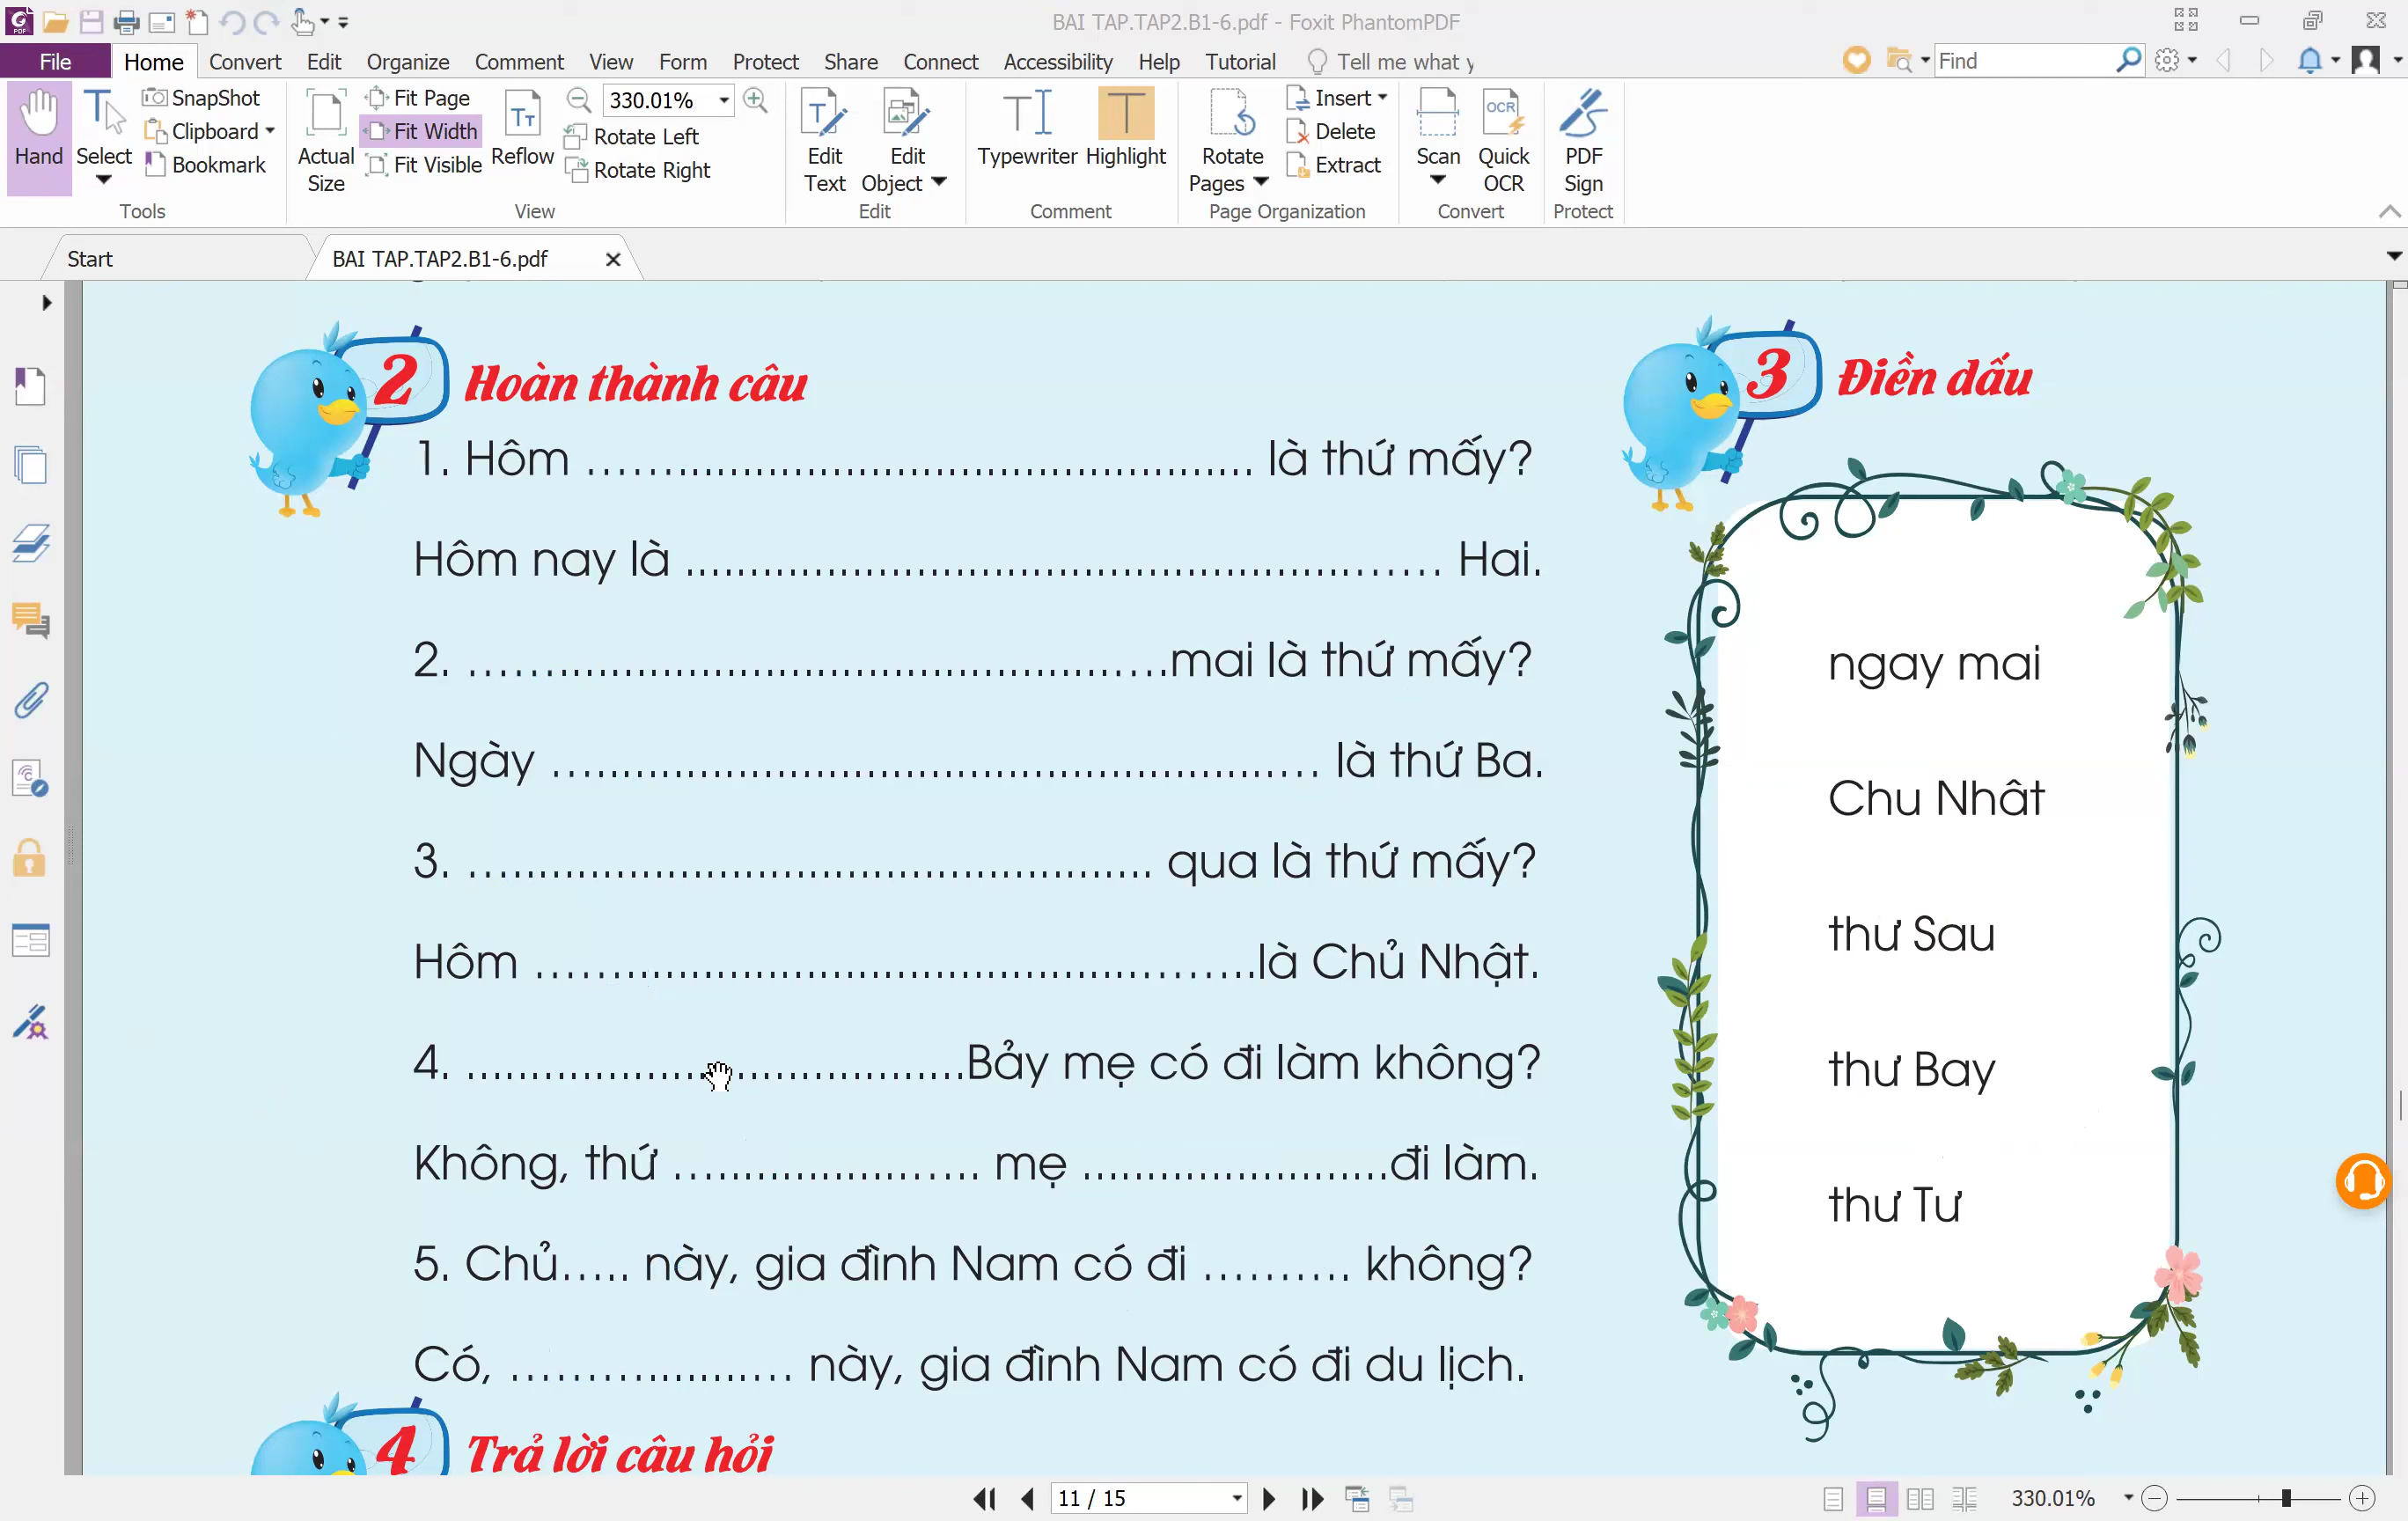 BAI TAP.TAP2.B1-6.pdf - Foxit PhantomPDF
File Home Convert Edit Organize Comment View Form Protect Share Connect Accessibility Help Tutorial Tell me what y Find
Hand
Select
SnapShot
Clipboard
Bookmark
Tools
Actual Size
Fit Page
Fit Width
Fit Visible
Reflow
330.01%
Rotate Left
Rotate Right
View
Edit Text
Edit Object
Edit
Typewriter
Highlight
Comment
Rotate Pages
Insert
Delete
Extract
Page Organization
Scan
Quick OCR
Convert
PDF Sign
Protect
Start
BAI TAP.TAP2.B1-6.pdf
2 Hoàn thành câu
1. Hôm .................................................... là thứ mấy?
Hôm nay là .......................................................... Hai.
2. ......................................................mai là thứ mấy?
Ngày ........................................................... là thứ Ba.
3. ..................................................... qua là thứ mấy?
Hôm ........................................................là Chủ Nhật.
4. .......................................Bảy mẹ có đi làm không?
Không, thứ ........................ mẹ ........................đi làm.
5. Chủ..... này, gia đình Nam có đi .......... không?
Có, ...................... này, gia đình Nam có đi du lịch.
3 Điền dấu
ngay mai
Chu Nhât
thư Sau
thư Bay
thư Tư
4 Trả lời câu hỏi
11 / 15
330.01%